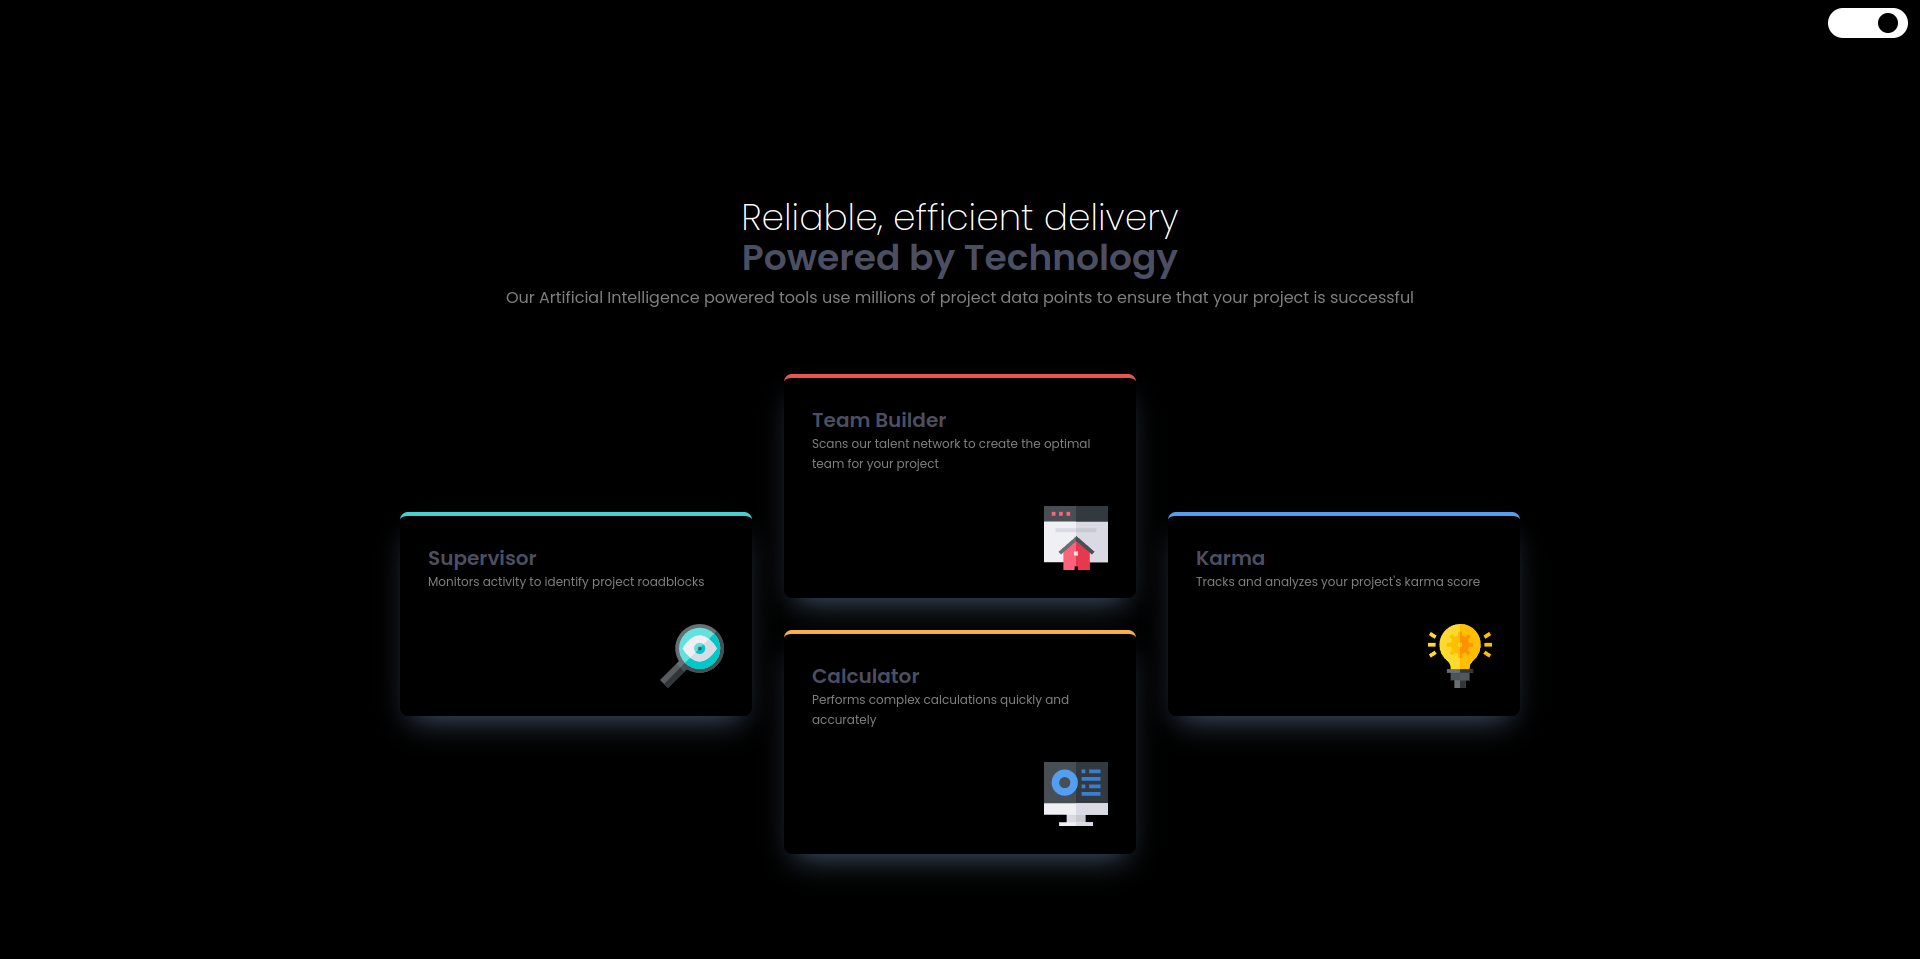 Reliable, efficient delivery
Powered by Technology
Our Artificial Intelligence powered tools use millions of project data points to ensure that your project is successful
Supervisor
Monitors activity to identify project roadblocks
Team Builder
Scans our talent network to create the optimal
team for your project
Calculator
Performs complex calculations quickly and
accurately
Karma
Tracks and analyzes your project's karma score